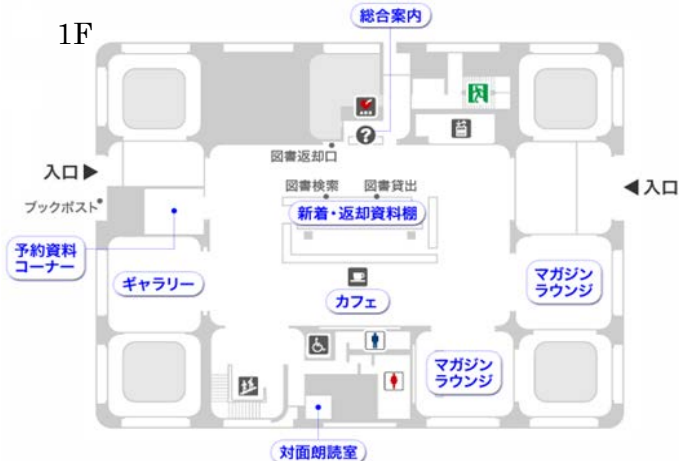 総合案内
1F
?
図書返却口
入口▶
図書検索
図書貸出
◀入口
ブックポスト
新着・返却資料棚
予約資料
コーナー
ギャラリー
カフェ
マガジン
ラウンジ
マガジン
ラウンジ
対面朗読室